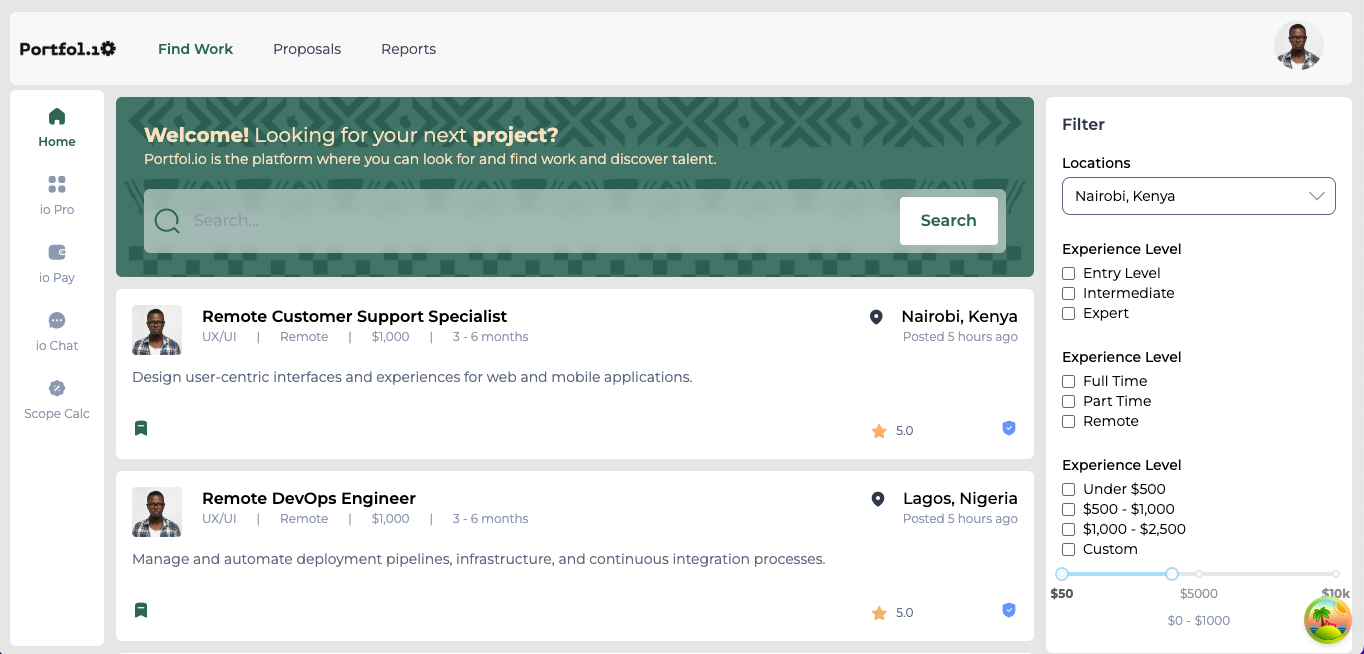 Portfol.io
Find Work
Proposals
Reports
Home
io Pro
io Pay
io Chat
Scope Calc
Welcome! Looking for your next project?
Portfol.io is the platform where you can look for and find work and discover talent.
Search...
Search
Remote Customer Support Specialist
UX/UI | Remote | $1,000 | 3 - 6 months
Nairobi, Kenya
Posted 5 hours ago
Design user-centric interfaces and experiences for web and mobile applications.
5.0
Remote DevOps Engineer
UX/UI | Remote | $1,000 | 3 - 6 months
Lagos, Nigeria
Posted 5 hours ago
Manage and automate deployment pipelines, infrastructure, and continuous integration processes.
5.0
Filter
Locations
Nairobi, Kenya
Experience Level
Entry Level
Intermediate
Expert
Experience Level
Full Time
Part Time
Remote
Experience Level
Under $500
$500 - $1,000
$1,000 - $2,500
Custom
$50 $5000 $10k
$0 - $1000